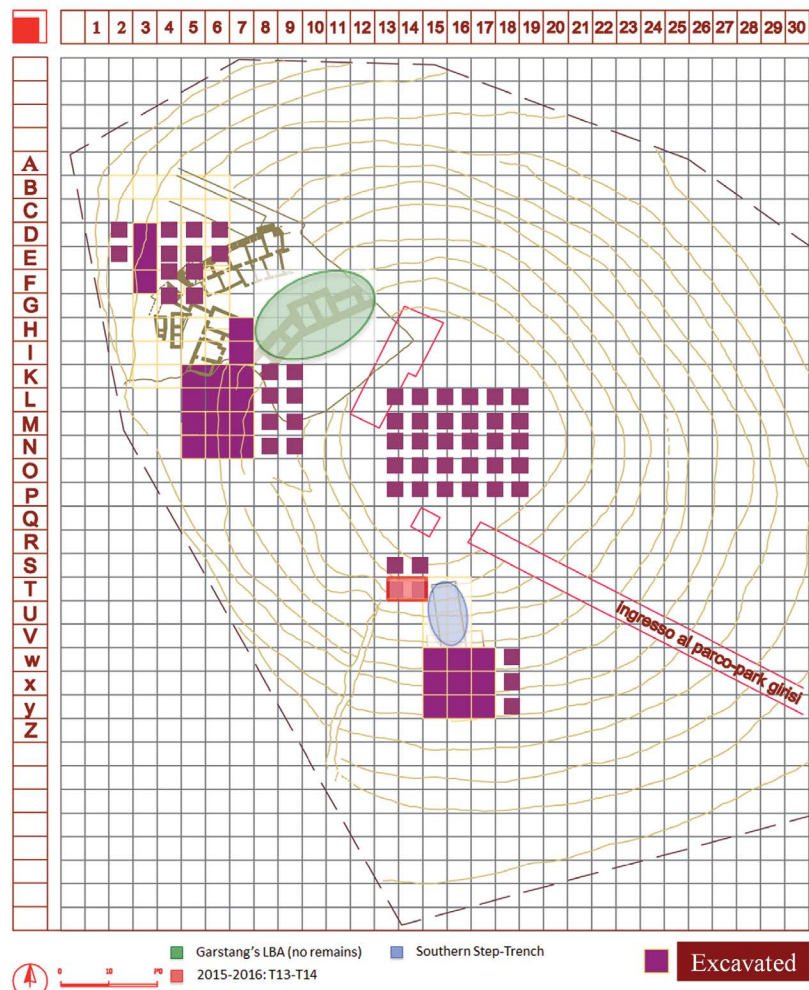 1 2 3 4 5 6 7 8 9 10 11 12 13 14 15 16 17 18 19 20 21 22 23 24 25 26 27 28 29 30
A
B
C
D
E
F
G
H
I
K
L
M
N
O
P
Q
R
S
T
U
V
w
x
y
Z
Ingresso al parco-park girisi
Garstang's LBA (no remains)
Southern Step-Trench
2015-2016: T13-T14
Excavated
0 10